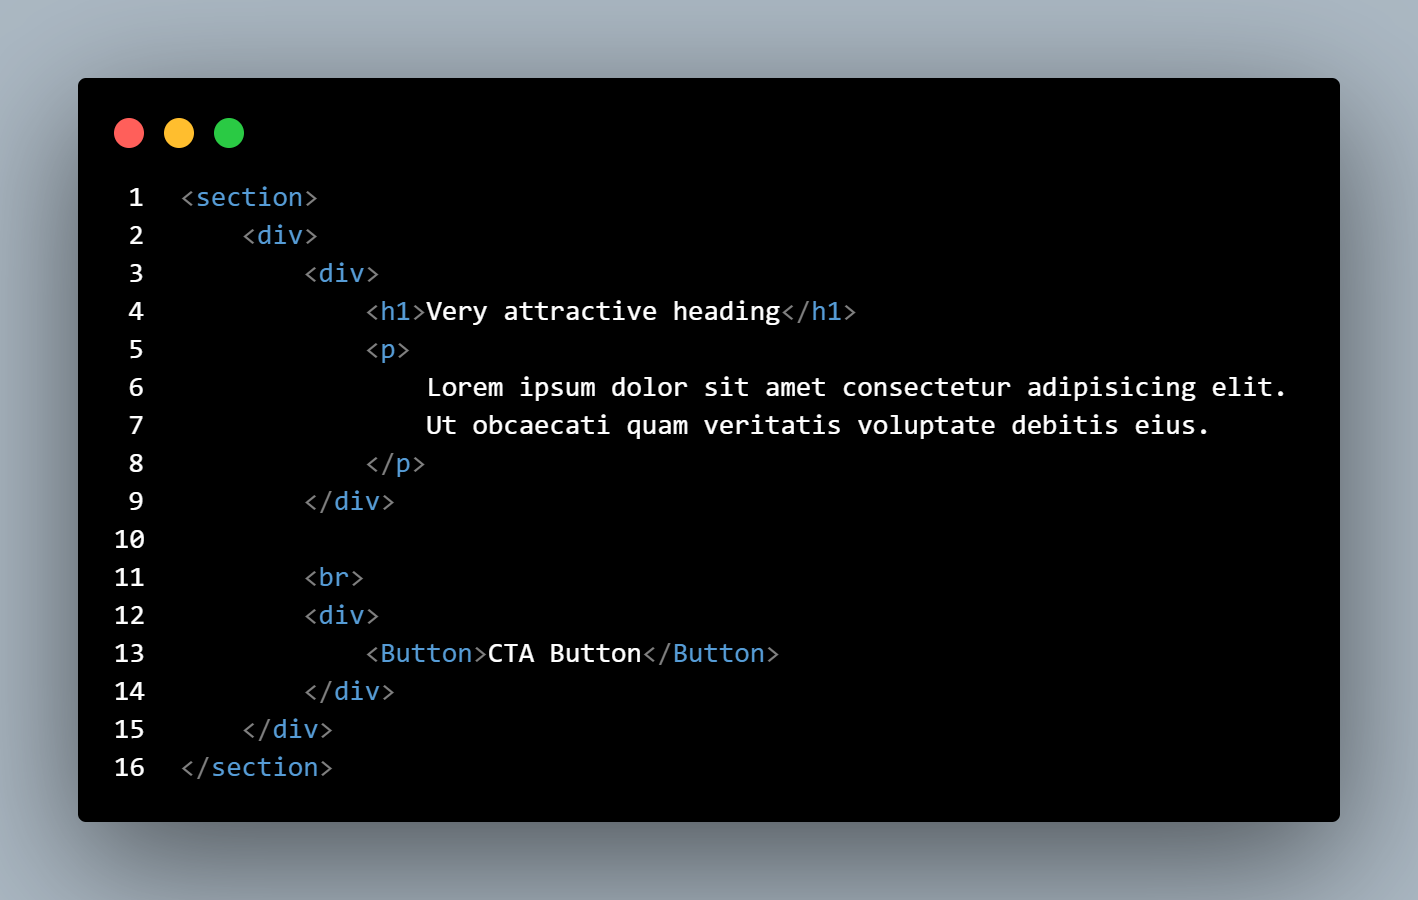 1 <section>
2     <div>
3         <div>
4             <h1>Very attractive heading</h1>
5             <p>
6                 Lorem ipsum dolor sit amet consectetur adipisicing elit.
7                 Ut obcaecati quam veritatis voluptate debitis eius.
8             </p>
9         </div>
10
11         <br>
12         <div>
13             <Button>CTA Button</Button>
14         </div>
15     </div>
16 </section>